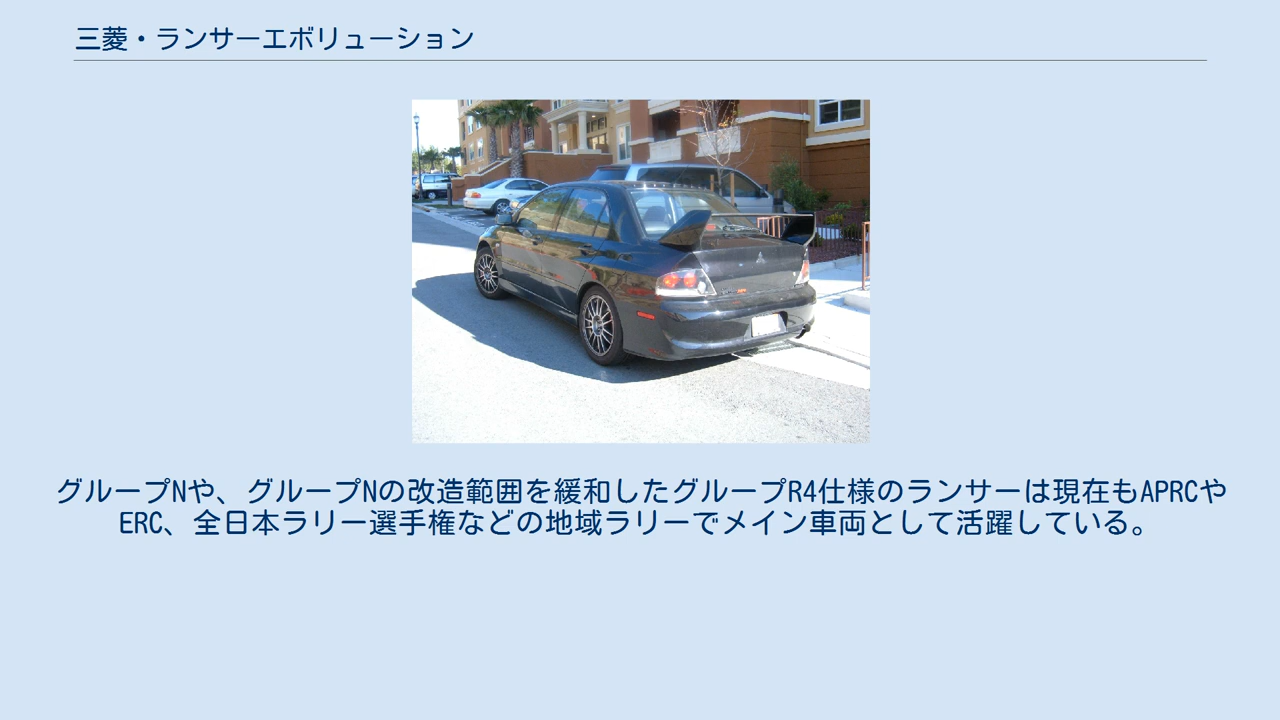 三菱・ランサーエボリューション
グループNや、グループNの改造範囲を緩和したグループR4仕様のランサーは現在もAPRCや
ERC、全日本ラリー選手権などの地域ラリーでメイン車両として活躍している。